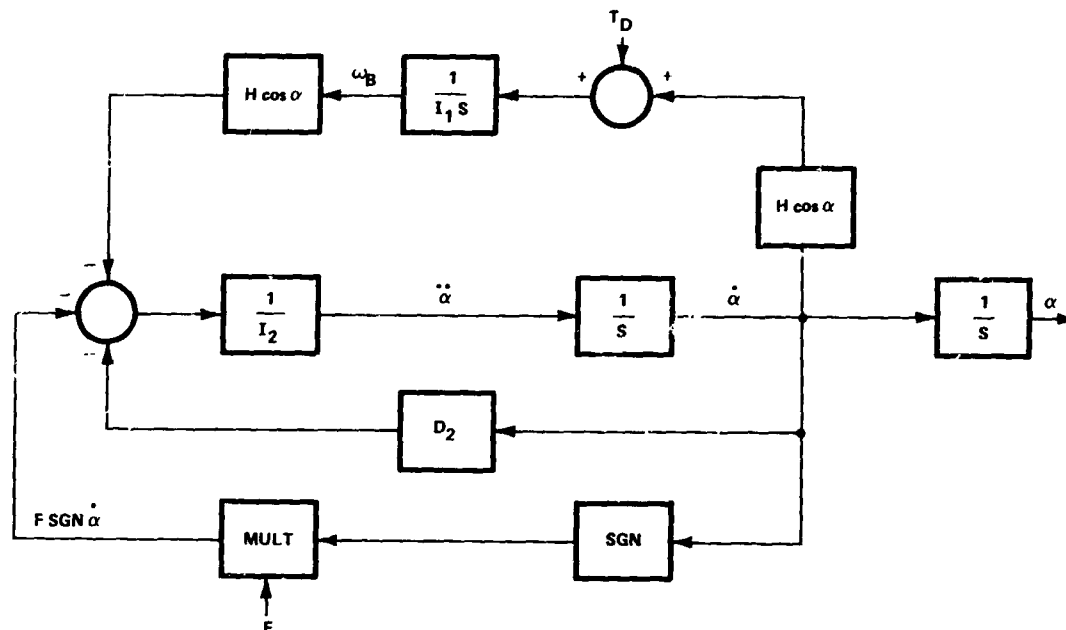 T_D
H cos α
ω_B
1
I_1 S
+
+
H cos α
–
–
–
1
I_2
α̈
1
S
α̇
1
S
α
D_2
F SGN α̇
MULT
SGN
F